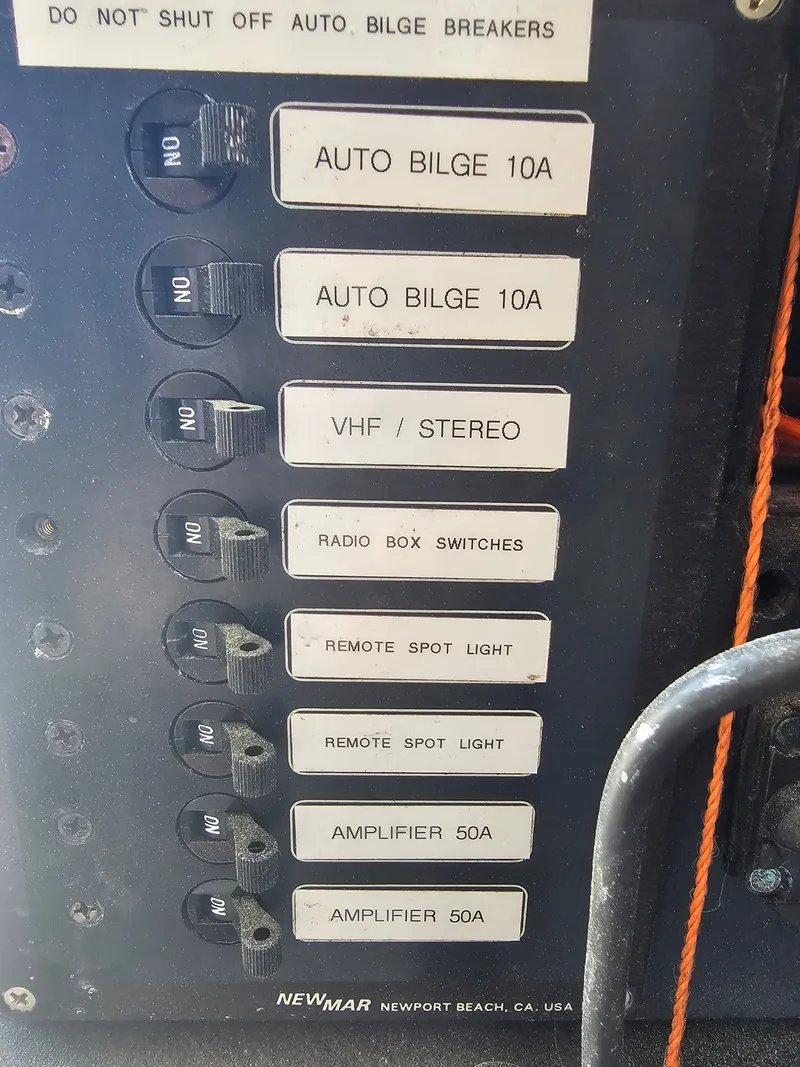 DO NOT SHUT OFF AUTO BILGE BREAKERS
ON AUTO BILGE 10A
ON AUTO BILGE 10A
ON VHF / STEREO
ON RADIO BOX SWITCHES
ON REMOTE SPOT LIGHT
ON REMOTE SPOT LIGHT
ON AMPLIFIER 50A
ON AMPLIFIER 50A
NEWMAR NEWPORT BEACH, CA. USA